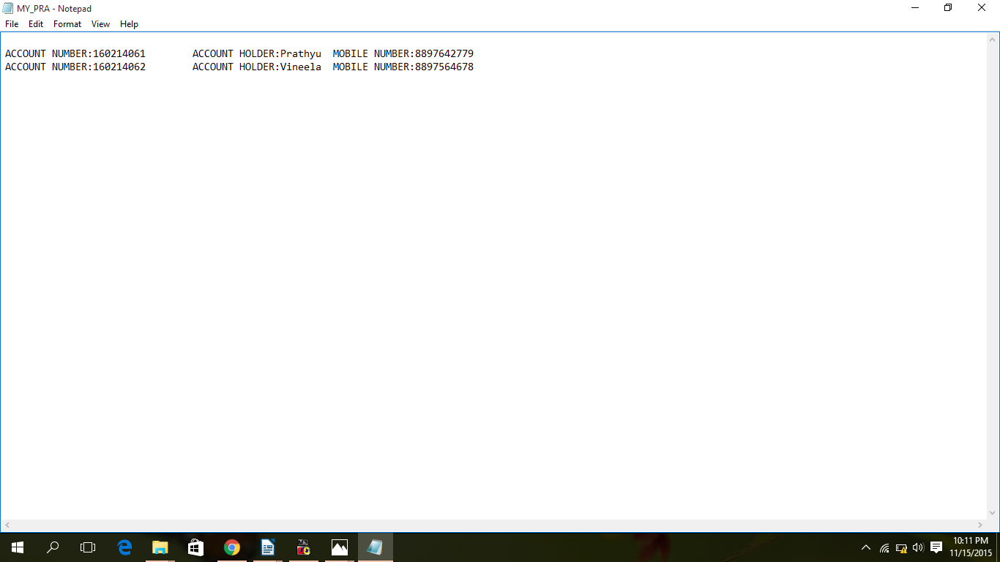 MY_PRA - Notepad
File Edit Format View Help
ACCOUNT NUMBER:160214061 ACCOUNT HOLDER:Prathyu MOBILE NUMBER:8897642779
ACCOUNT NUMBER:160214062 ACCOUNT HOLDER:Vineela MOBILE NUMBER:8897564678
10:11 PM
11/15/2015